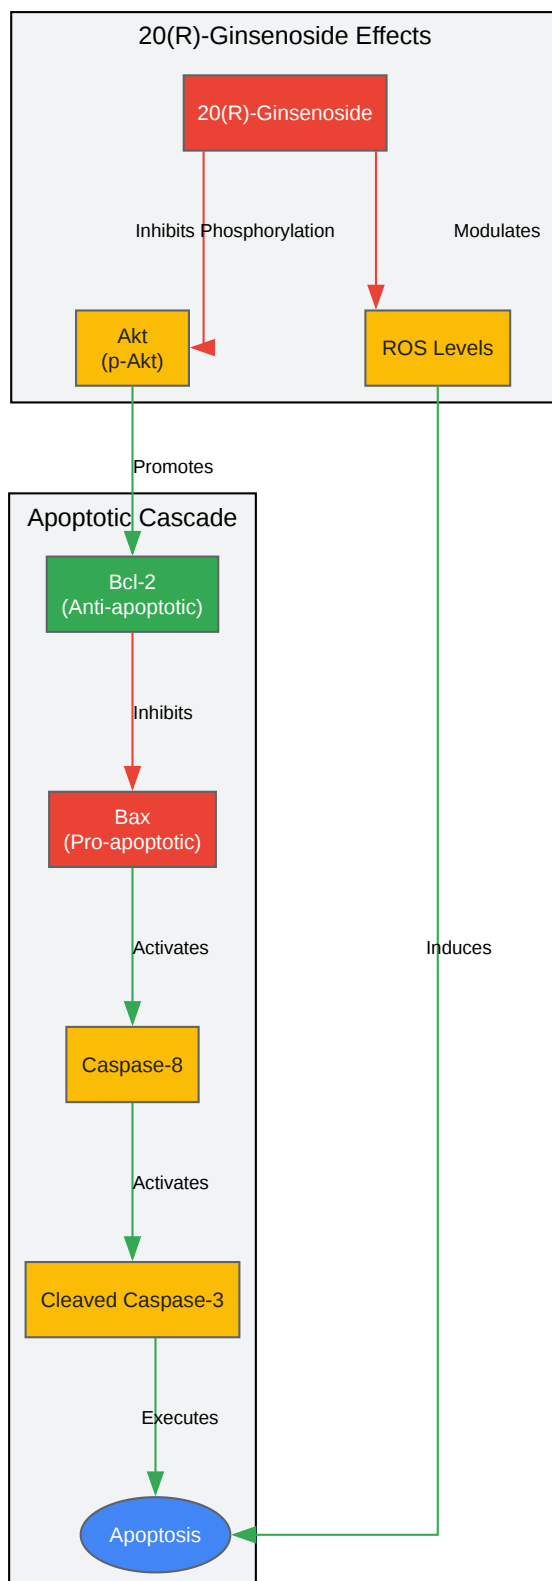 20(R)-Ginsenoside Effects
20(R)-Ginsenoside
Inhibits Phosphorylation
Modulates
Akt
(p-Akt)
ROS Levels
Promotes
Apoptotic Cascade
Bcl-2
(Anti-apoptotic)
Inhibits
Bax
(Pro-apoptotic)
Activates
Induces
Caspase-8
Activates
Cleaved Caspase-3
Executes
Apoptosis